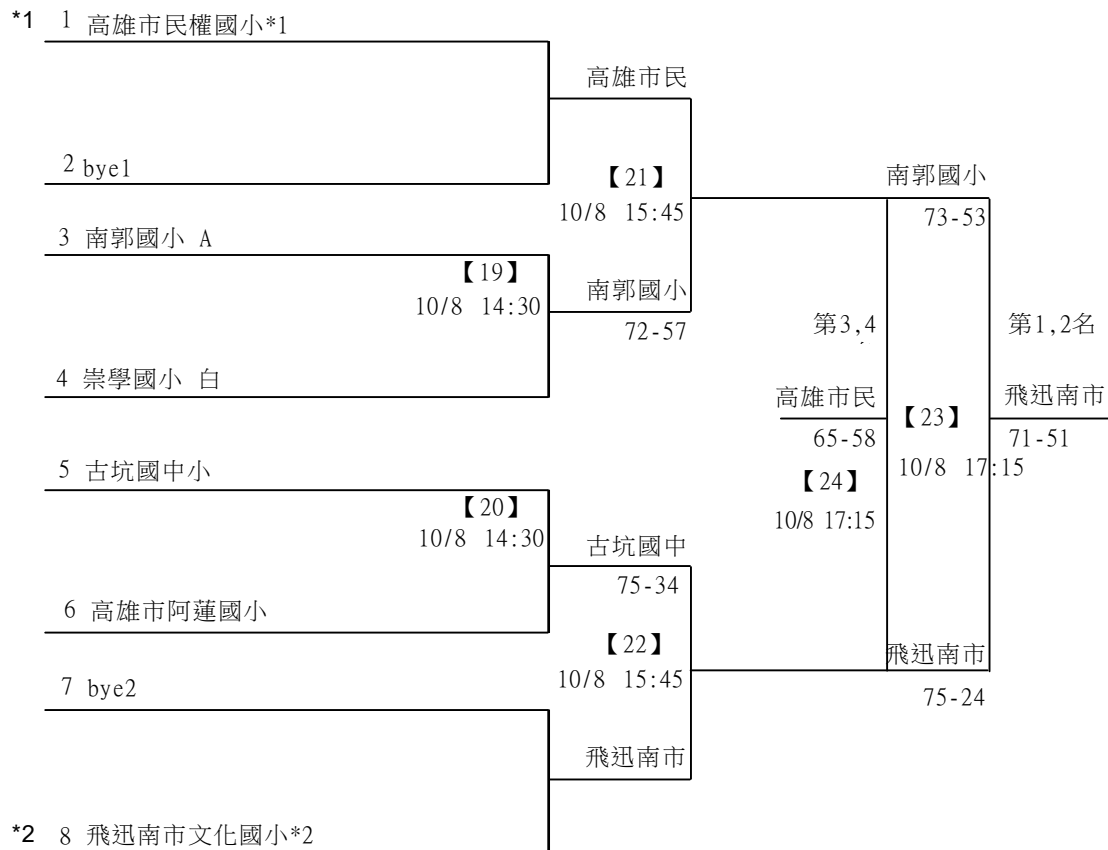 *1 1 高雄市民權國小*1
高雄市民
2 bye1
【21】
10/8 15:45
南郭國小
73-53
3 南郭國小 A
【19】
10/8 14:30
南郭國小
72-57
第3,4
第1,2名
4 崇學國小 白
高雄市民
65-58
【23】
10/8 17:15
飛迅南市
71-51
【24】
10/8 17:15
5 古坑國中小
【20】
10/8 14:30
古坑國中
75-34
6 高雄市阿蓮國小
【22】
10/8 15:45
飛迅南市
75-24
7 bye2
飛迅南市
*2 8 飛迅南市文化國小*2